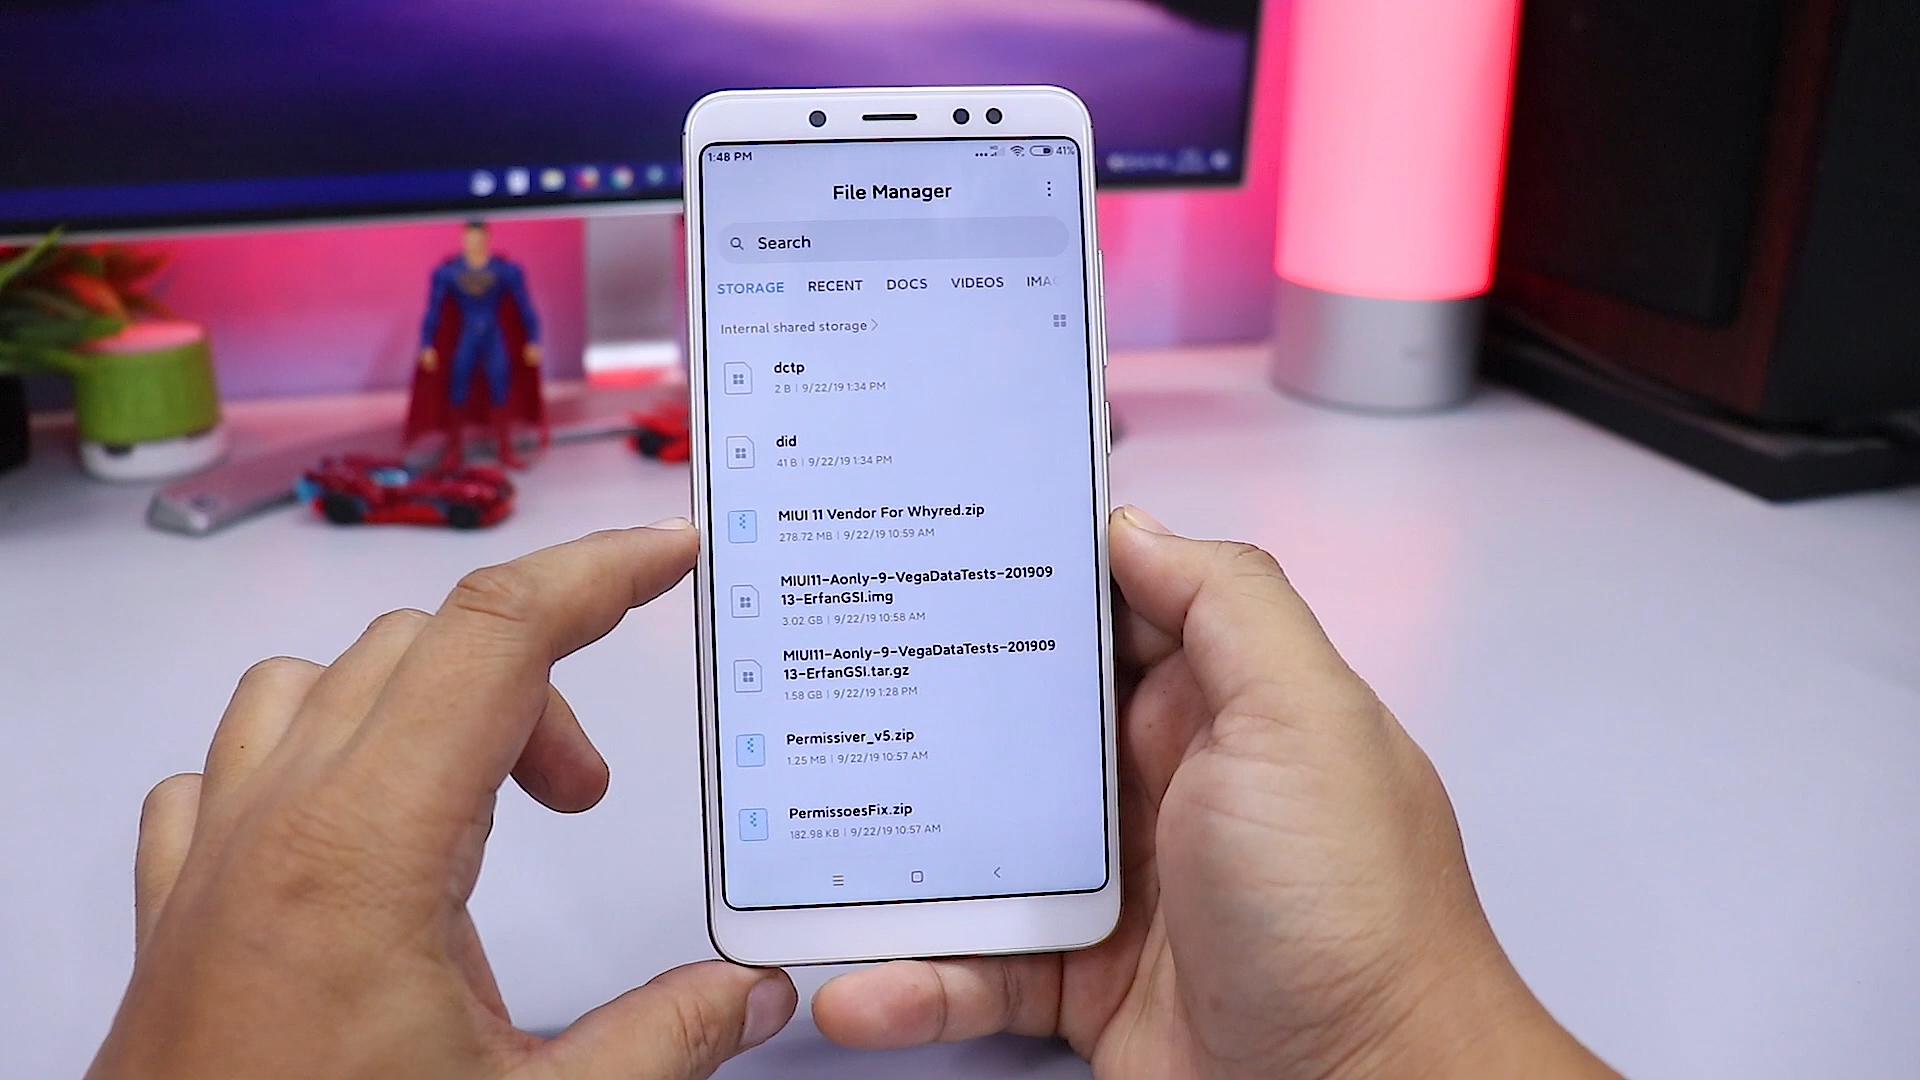 1:48 PM
41%
File Manager
Search
STORAGE RECENT DOCS VIDEOS IMA
Internal shared storage
dctp
2 B | 9/22/19 1:34 PM
did
41 B | 9/22/19 1:34 PM
MIUI 11 Vendor For Whyred.zip
278.72 MB | 9/22/19 10:59 AM
MIUI11-Aonly-9-VegaDataTests-201909
13-ErfanGSI.img
3.02 GB | 9/22/19 10:58 AM
MIUI11-Aonly-9-VegaDataTests-201909
13-ErfanGSI.tar.gz
1.58 GB | 9/22/19 1:28 PM
Permissiver_v5.zip
1.25 MB | 9/22/19 10:57 AM
PermissoesFix.zip
182.98 KB | 9/22/19 10:57 AM